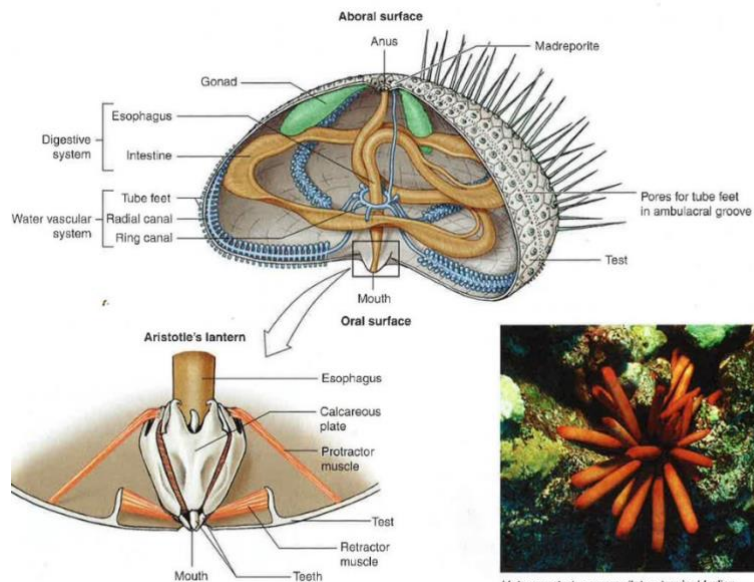 Aboral surface
Anus
Madreporite
Gonad
Esophagus
Digestive
system
Intestine
Tube feet
Water vascular
system
Radial canal
Ring canal
Pores for tube feet
in ambulacral groove
Test
Mouth
Oral surface
Aristotle's lantern
Esophagus
Calcareous
plate
Protractor
muscle
Test
Retractor
muscle
Mouth
Teeth